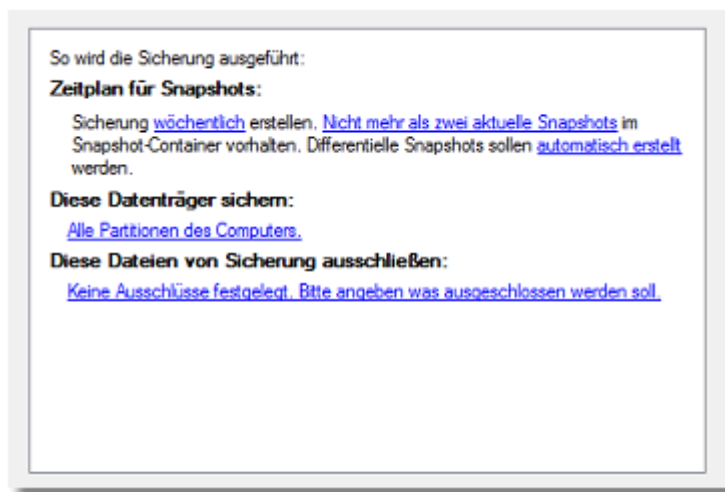 So wird die Sicherung ausgeführt:
Zeitplan für Snapshots:
Sicherung wöchentlich erstellen. Nicht mehr als zwei aktuelle Snapshots im
Snapshot-Container vorhalten. Differentielle Snapshots sollen automatisch erstellt
werden.
Diese Datenträger sichern:
Alle Partitionen des Computers.
Diese Dateien von Sicherung ausschließen:
Keine Ausschlüsse festgelegt. Bitte angeben was ausgeschlossen werden soll.